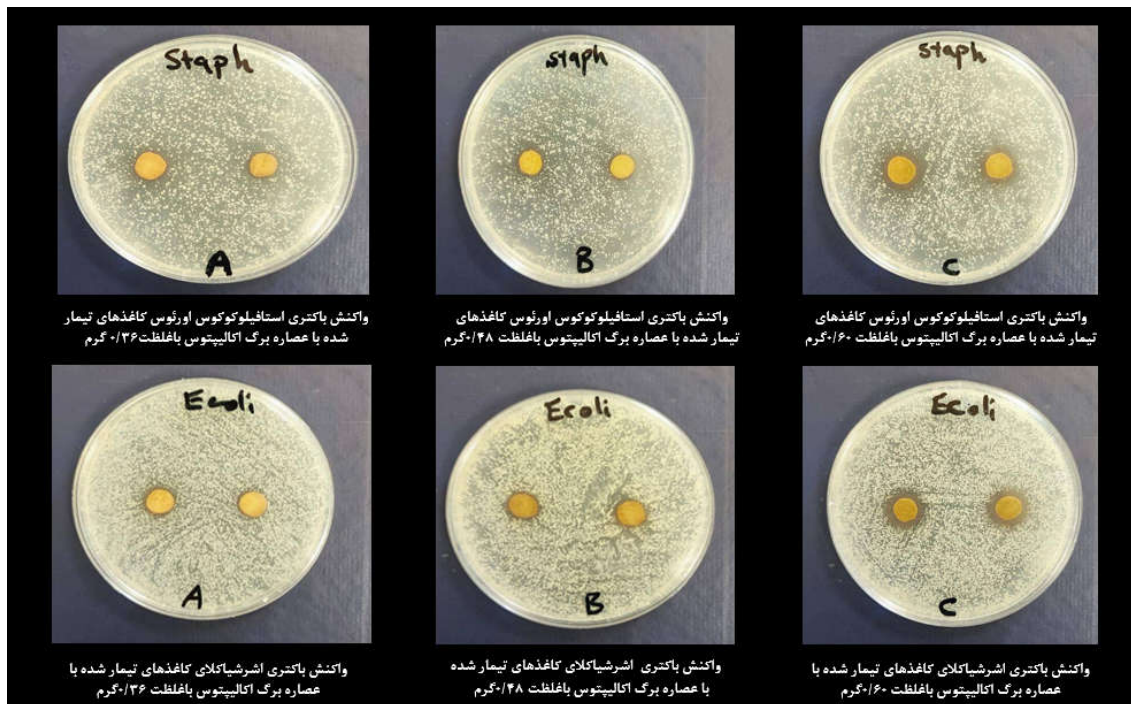 Staph
A
staph
B
staph
C
واکنش باکتری استافیلوکوکوس اورئوس کاغذهای تیمار
شده با عصاره برگ اکالیپتوس باغلظت۰/۳۶ گرم
واکنش باکتری استافیلوکوکوس اورئوس کاغذهای
تیمار شده با عصاره برگ اکالیپتوس باغلظت ۰/۴۸گرم
واکنش باکتری استافیلوکوکوس اورئوس کاغذهای
تیمار شده با عصاره برگ اکالیپتوس باغلظت ۰/۶۰گرم
Ecoli
A
Ecoli
B
Ecoli
C
واکنش باکتری اشرشیاکلای کاغذهای تیمار شده با
عصاره برگ اکالیپتوس باغلظت ۰/۳۶گرم
واکنش باکتری اشرشیاکلای کاغذهای تیمار شده
با عصاره برگ اکالیپتوس باغلظت ۰/۴۸گرم
واکنش باکتری اشرشیاکلای کاغذهای تیمار شده با
عصاره برگ اکالیپتوس باغلظت ۰/۶۰گرم